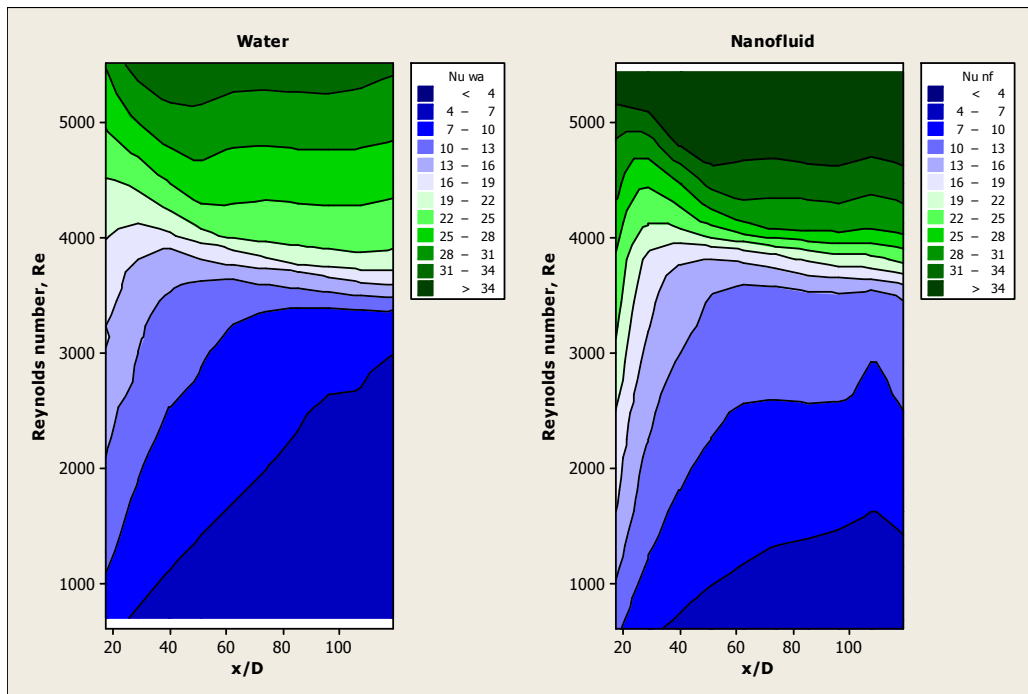 Water
Reynolds number, Re
5000
4000
3000
2000
1000
20 40 60 80 100
x/D
Nu wa
< 4
4 – 7
7 – 10
10 – 13
13 – 16
16 – 19
19 – 22
22 – 25
25 – 28
28 – 31
31 – 34
> 34
Nanofluid
Reynolds number, Re
5000
4000
3000
2000
1000
20 40 60 80 100
x/D
Nu nf
< 4
4 – 7
7 – 10
10 – 13
13 – 16
16 – 19
19 – 22
22 – 25
25 – 28
28 – 31
31 – 34
> 34